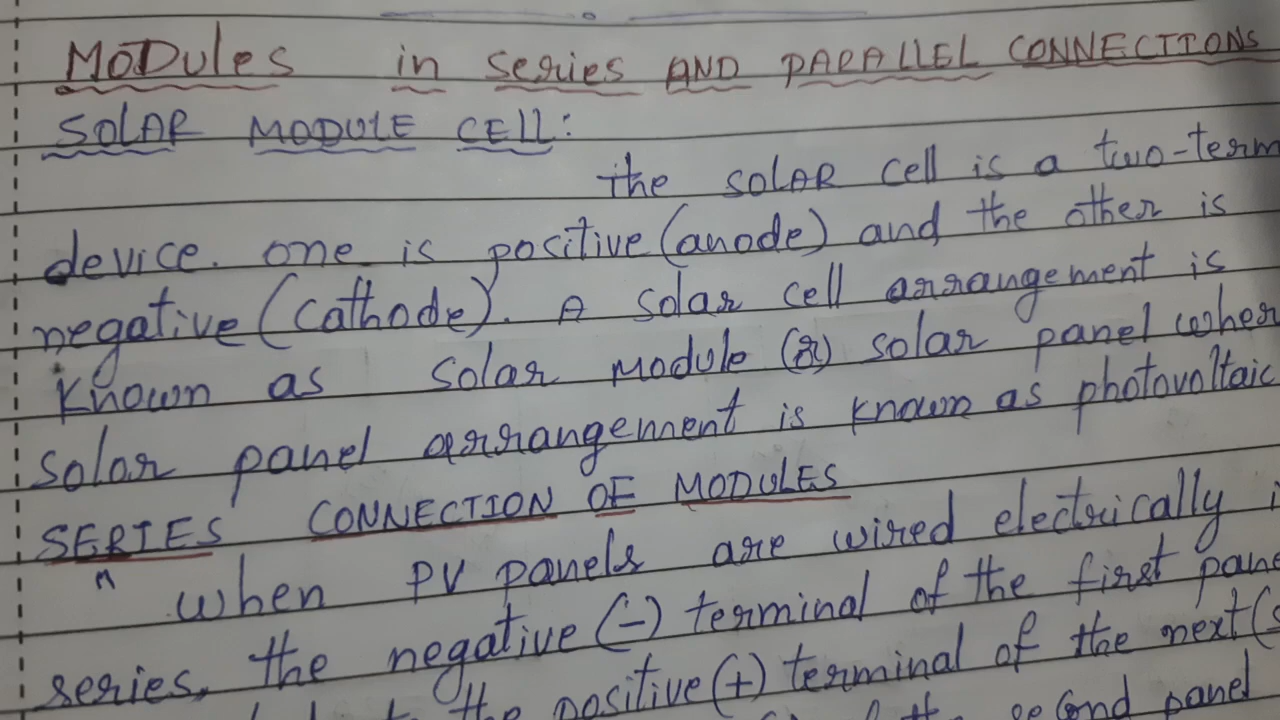 MODULES in series AND PARALLEL CONNECTIONS
SOLAR MODULE CELL:
the SOLAR cell is a two-term
device. one is positive (anode) and the other is
negative (cathode). A solar cell arrangement is
known as solar module (or) solar panel wher
solar panel arrangement is known as photovoltaic
SERIES CONNECTION OF MODULES
when PV panels are wired electrically i
series, the negative (-) terminal of the first pane
the positive (+) terminal of the next (s
second panel